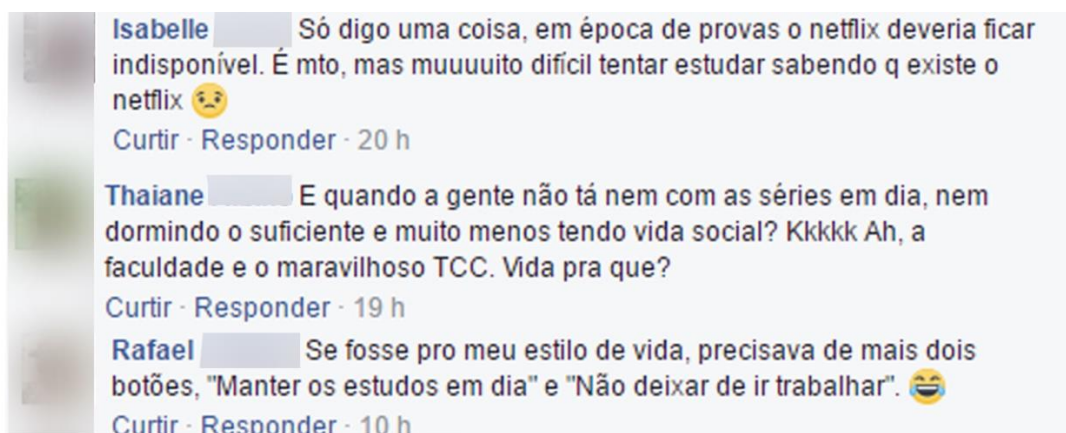 Isabelle Só digo uma coisa, em época de provas o netflix deveria ficar
indisponível. É mto, mas muuuuito difícil tentar estudar sabendo q existe o
netflix 😟
Curtir · Responder · 20 h
Thaiane E quando a gente não tá nem com as séries em dia, nem
dormindo o suficiente e muito menos tendo vida social? Kkkkk Ah, a
faculdade e o maravilhoso TCC. Vida pra que?
Curtir · Responder · 19 h
Rafael Se fosse pro meu estilo de vida, precisava de mais dois
botões, "Manter os estudos em dia" e "Não deixar de ir trabalhar". 😂
Curtir · Responder · 10 h